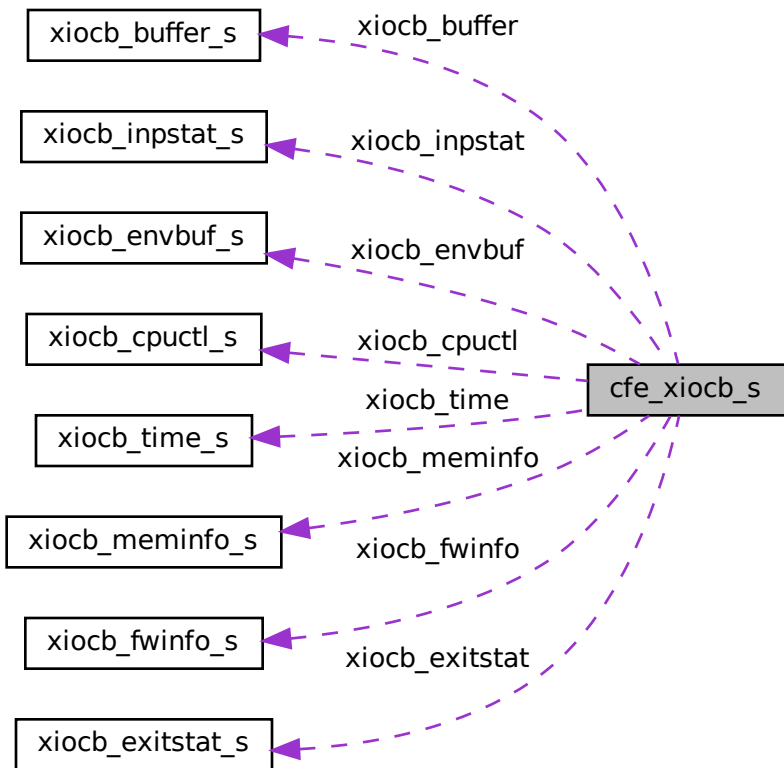 xiocb_buffer_s
xiocb_buffer
xiocb_inpstat_s
xiocb_inpstat
xiocb_envbuf_s
xiocb_envbuf
xiocb_cpuctl_s
xiocb_cpuctl
cfe_xiocb_s
xiocb_time
xiocb_time_s
xiocb_meminfo
xiocb_meminfo_s
xiocb_fwinfo
xiocb_fwinfo_s
xiocb_exitstat
xiocb_exitstat_s